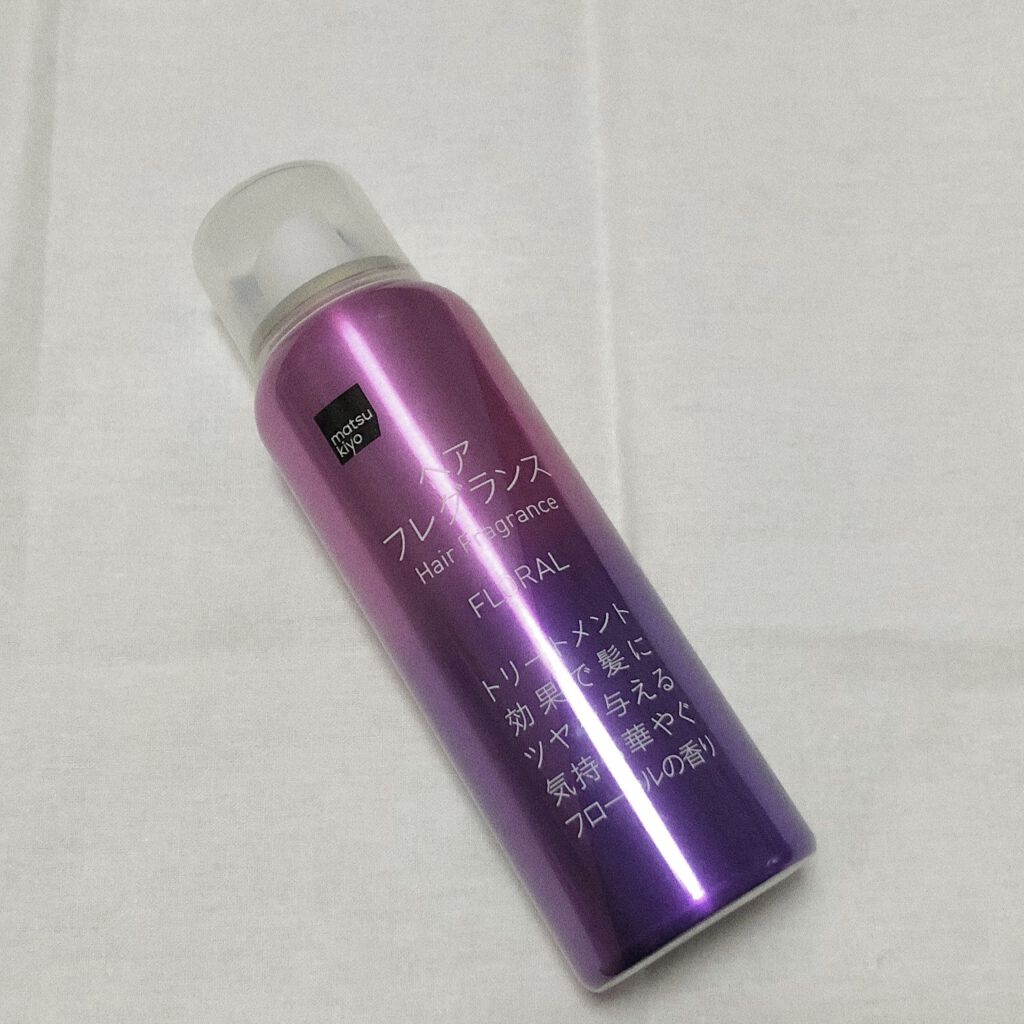 matsu
kiyo
ヘア
フレグランス
Hair Fragrance
FLORAL
トリートメント
効果で髪に
ツヤを与える
気持ち華やぐ
フローラルの香り